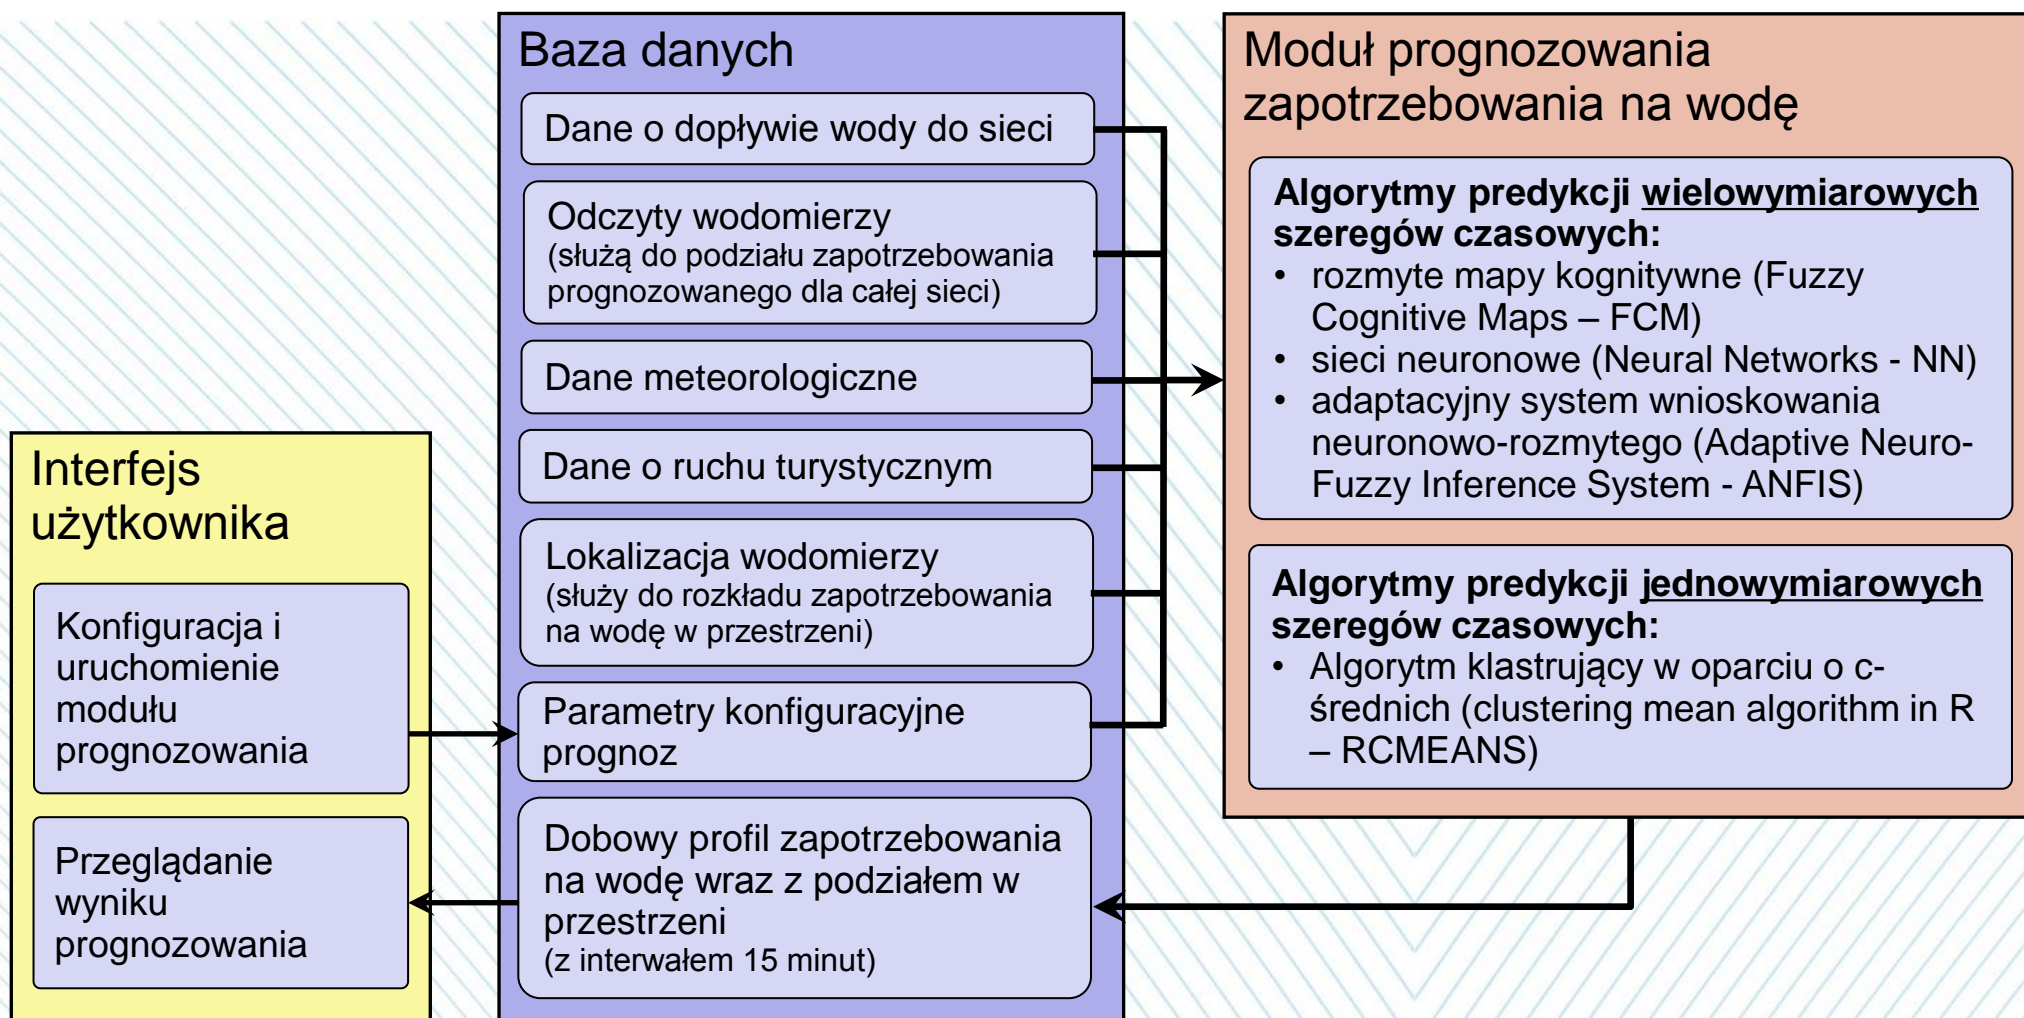 Interfejs
użytkownika
Konfiguracja i
uruchomienie
modułu
prognozowania
Przeglądanie
wyniku
prognozowania
Baza danych
Dane o dopływie wody do sieci
Odczyty wodomierzy
(służą do podziału zapotrzebowania
prognozowanego dla całej sieci)
Dane meteorologiczne
Dane o ruchu turystycznym
Lokalizacja wodomierzy
(służy do rozkładu zapotrzebowania
na wodę w przestrzeni)
Parametry konfiguracyjne
prognoz
Dobowy profil zapotrzebowania
na wodę wraz z podziałem w
przestrzeni
(z interwałem 15 minut)
Moduł prognozowania
zapotrzebowania na wodę
Algorytmy predykcji wielowymiarowych
szeregów czasowych:
• rozmyte mapy kognitywne (Fuzzy
Cognitive Maps – FCM)
• sieci neuronowe (Neural Networks - NN)
• adaptacyjny system wnioskowania
neuronowo-rozmytego (Adaptive Neuro-
Fuzzy Inference System - ANFIS)
Algorytmy predykcji jednowymiarowych
szeregów czasowych:
• Algorytm klastrujący w oparciu o c-
średnich (clustering mean algorithm in R
– RCMEANS)